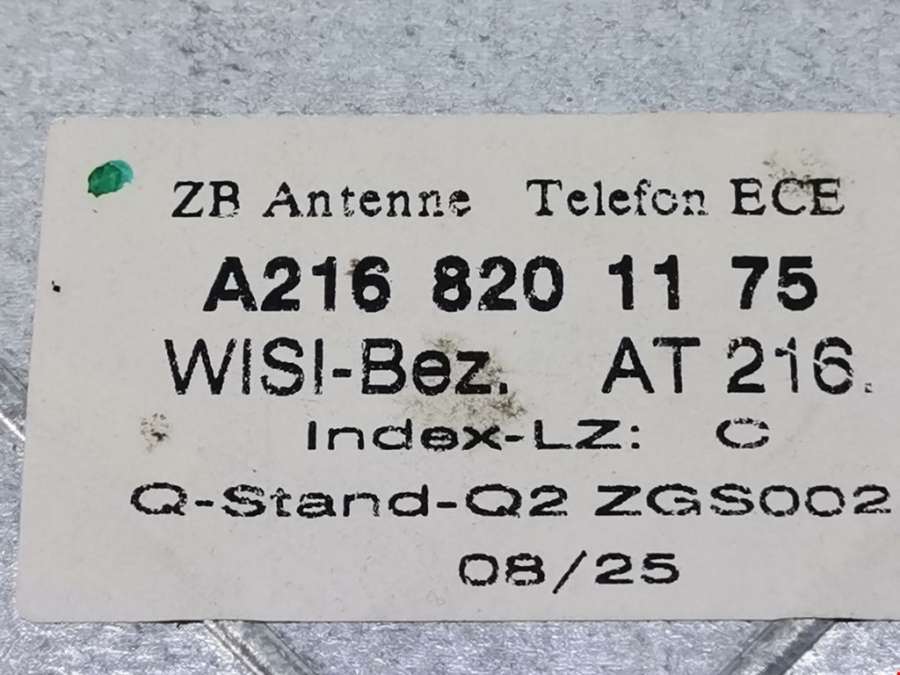 ZB Antenne Telefon ECE
A216 820 11 75
WISI-Bez. AT 216.
Index-LZ: C
Q-Stand-Q2 ZGS002
08/25